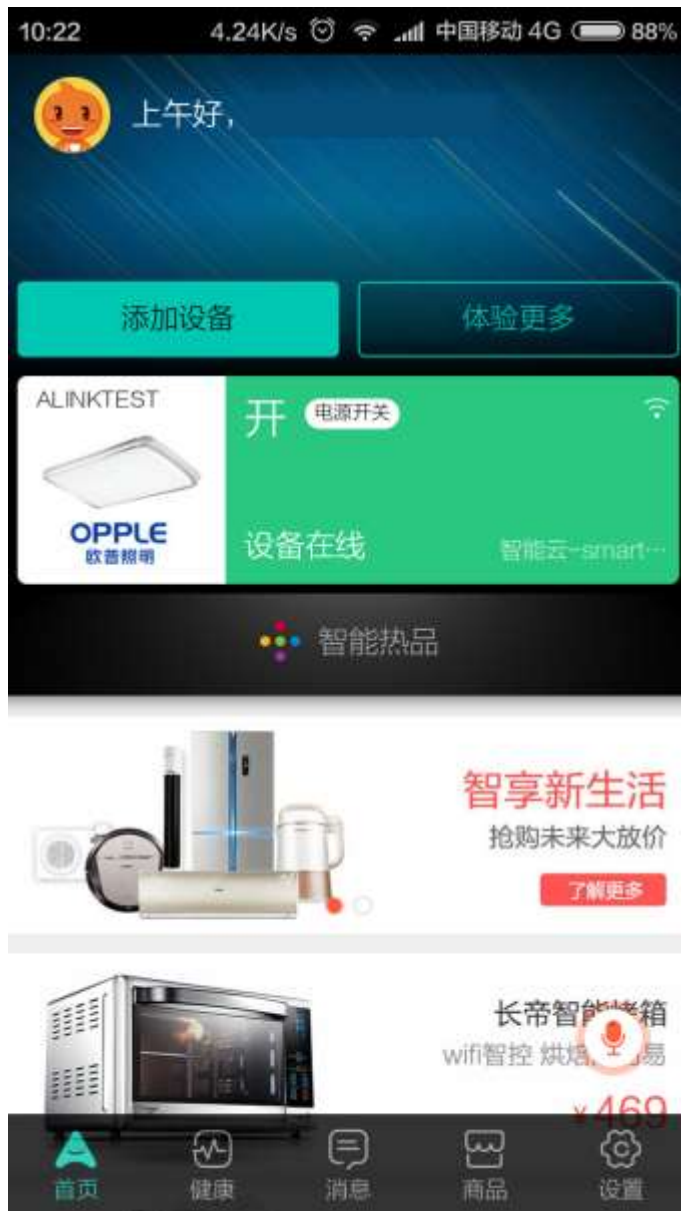 10:22 4.24K/s 中国移动 4G 88%
上午好，
添加设备 体验更多
ALINKTEST
开 电源开关
OPPLE
欧普照明
设备在线 智能云-smart…
智能热品
智享新生活
抢购未来大放价
了解更多
长帝智能烤箱
wifi智控 烘焙 易
¥469
首页 健康 消息 商品 设置